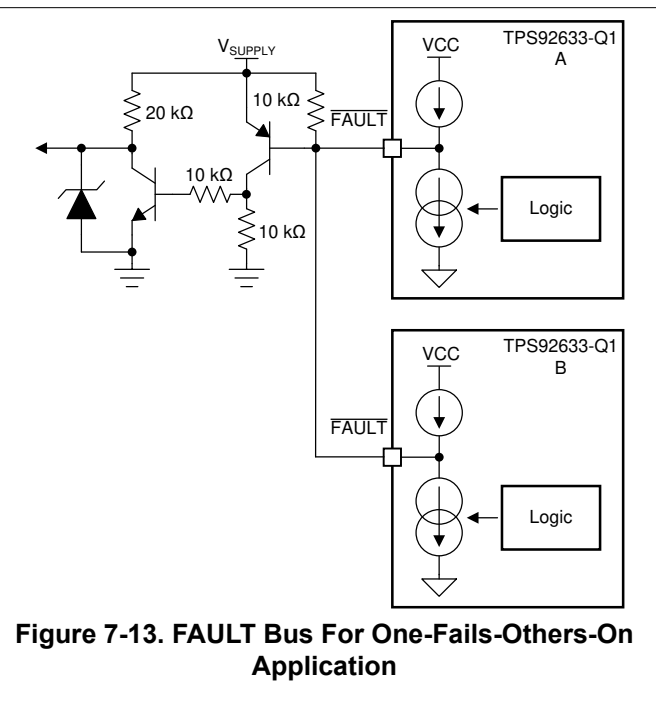 V_SUPPLY
20 kΩ
10 kΩ
10 kΩ
10 kΩ
FAULT
VCC
TPS92633-Q1
A
Logic
FAULT
VCC
TPS92633-Q1
B
Logic
Figure 7-13. FAULT Bus For One-Fails-Others-On
Application